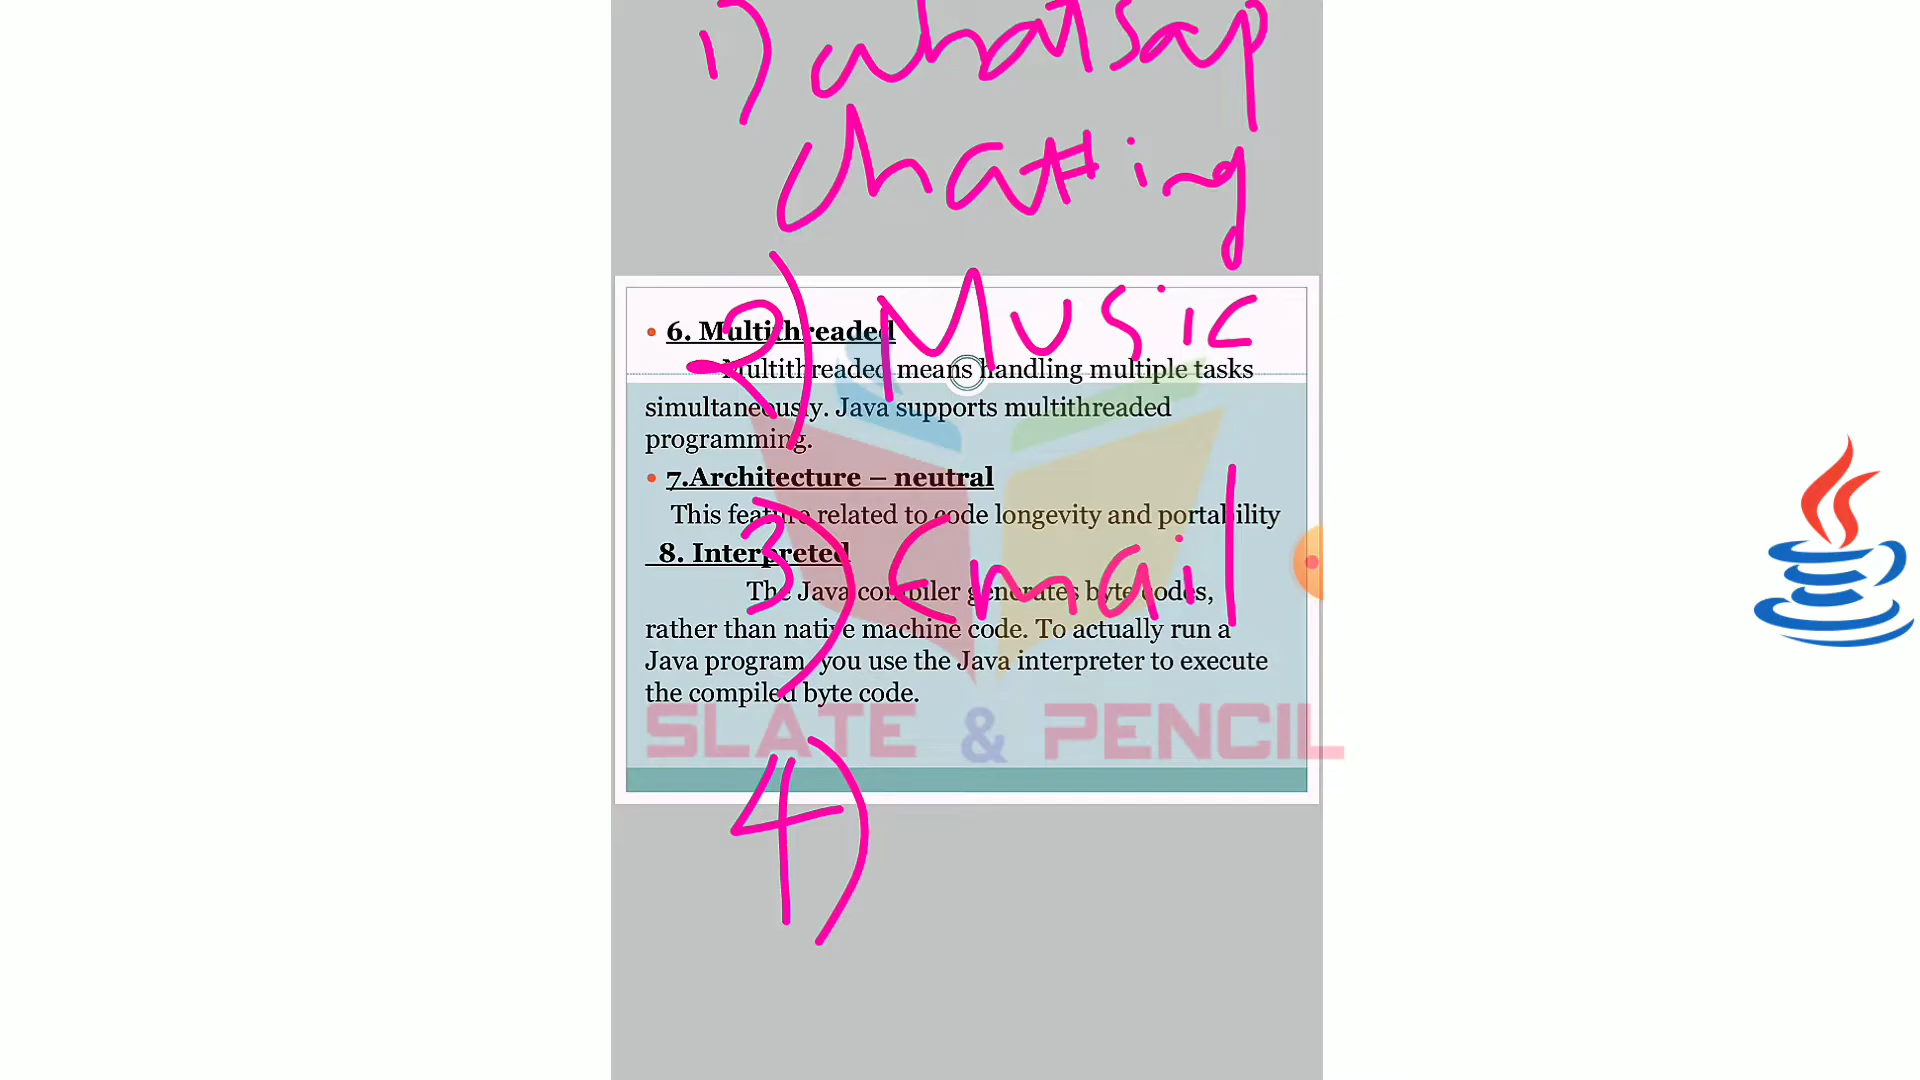 1) whatsap
chatting
2) Music
• 6. Multithreaded
Multithreaded means handling multiple tasks
simultaneously. Java supports multithreaded
programming.
• 7.Architecture – neutral
This feature related to code longevity and portability
3) Email
8. Interpreted
The Java compiler generates byte codes,
rather than native machine code. To actually run a
Java program, you use the Java interpreter to execute
the compiled byte code.
SLATE & PENCIL
4)